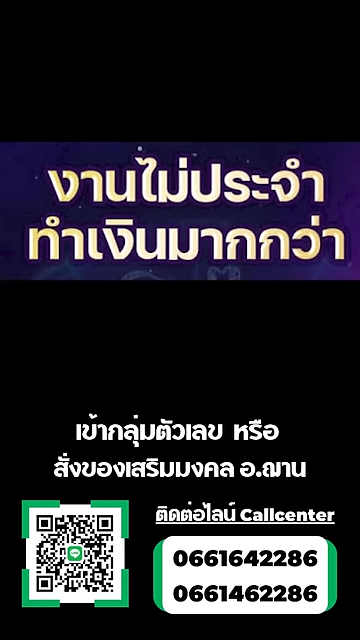 งานไม่ประจำ
ทำเงินมากกว่า
เข้ากลุ่มตัวเลข หรือ
สั่งของเสริมมงคล อ.ฌาน
ติดต่อไลน์ Callcenter
0661642286
0661462286